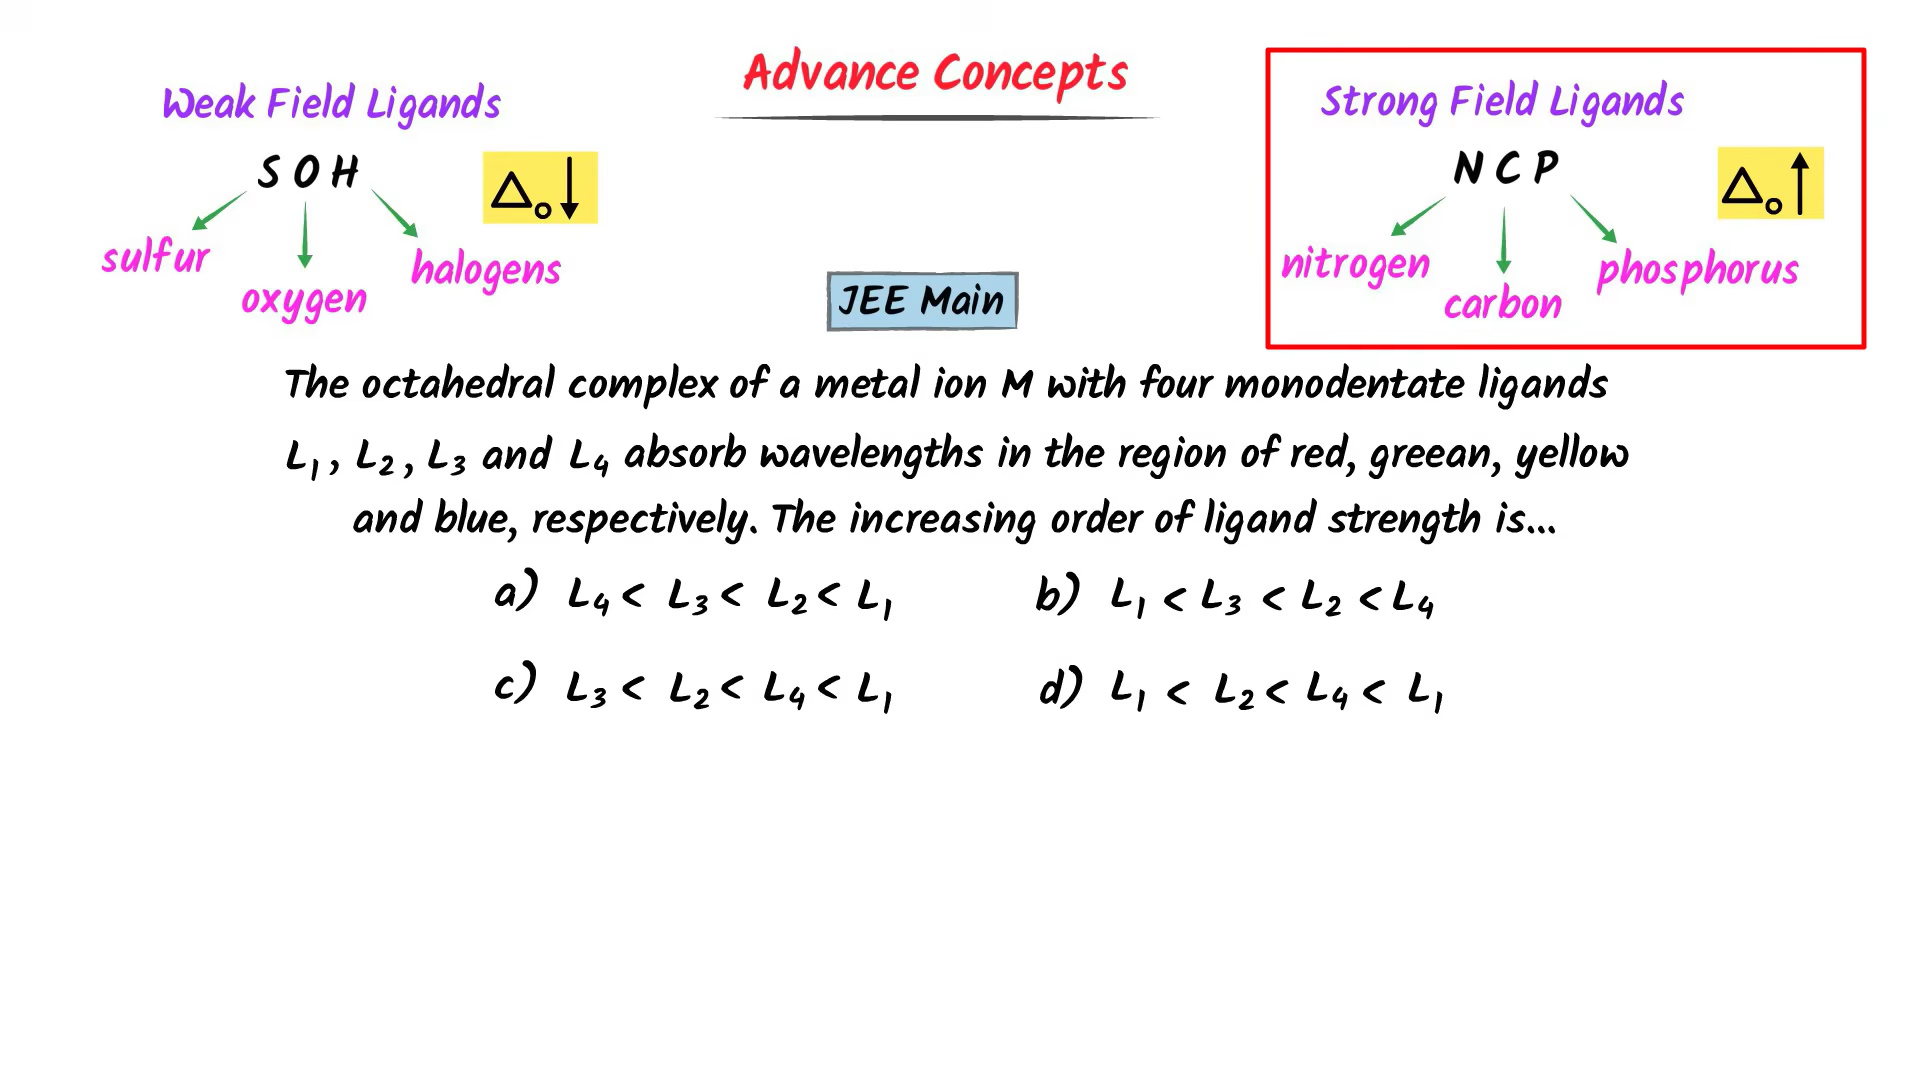 Advance Concepts
Weak Field Ligands
S O H
Δo↓
sulfur
oxygen
halogens
Strong Field Ligands
N C P
Δo↑
nitrogen
carbon
phosphorus
JEE Main
The octahedral complex of a metal ion M with four monodentate ligands
L₁, L₂, L₃ and L₄ absorb wavelengths in the region of red, greean, yellow
and blue, respectively. The increasing order of ligand strength is...
a) L₄ < L₃ < L₂ < L₁
b) L₁ < L₃ < L₂ < L₄
c) L₃ < L₂ < L₄ < L₁
d) L₁ < L₂ < L₄ < L₁